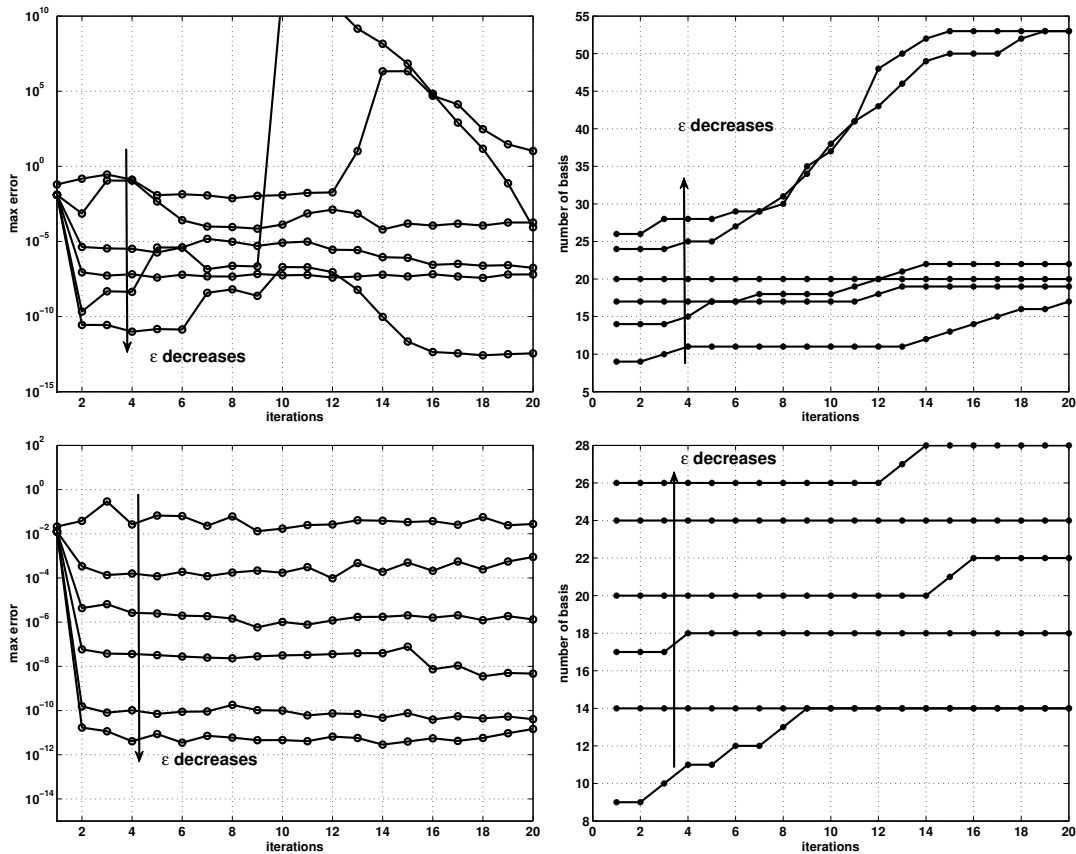 10^10
10^5
10^0
10^−5
10^−10
10^−15
max error
ε decreases
2 4 6 8 10 12 14 16 18 20
iterations
55
50
45
40
35
30
25
20
15
10
5
number of basis
ε decreases
0 2 4 6 8 10 12 14 16 18 20
iterations
10^2
10^0
10^−2
10^−4
10^−6
10^−8
10^−10
10^−12
10^−14
max error
ε decreases
2 4 6 8 10 12 14 16 18 20
iterations
28
26
24
22
20
18
16
14
12
10
8
number of basis
ε decreases
0 2 4 6 8 10 12 14 16 18 20
iterations